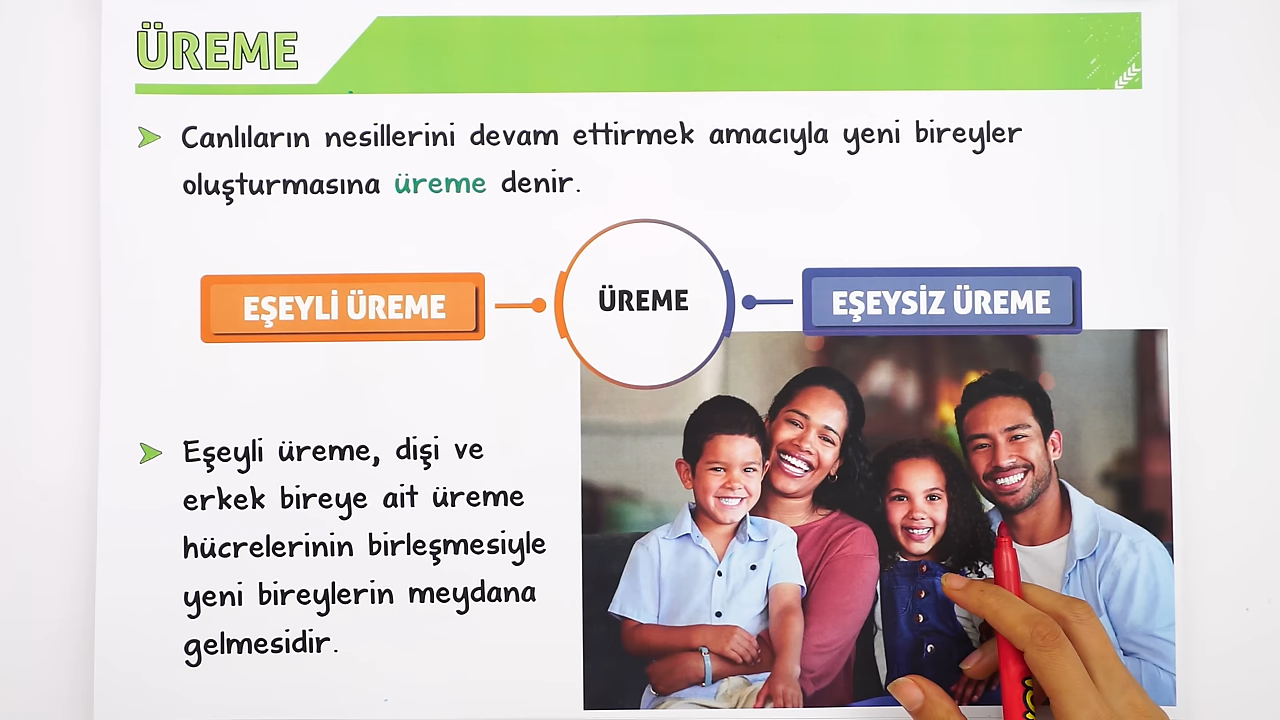 ÜREME
Canlıların nesillerini devam ettirmek amacıyla yeni bireyler
oluşturmasına üreme denir.
EŞEYLİ ÜREME
ÜREME
EŞEYSİZ ÜREME
Eşeyli üreme, dişi ve
erkek bireye ait üreme
hücrelerinin birleşmesiyle
yeni bireylerin meydana
gelmesidir.